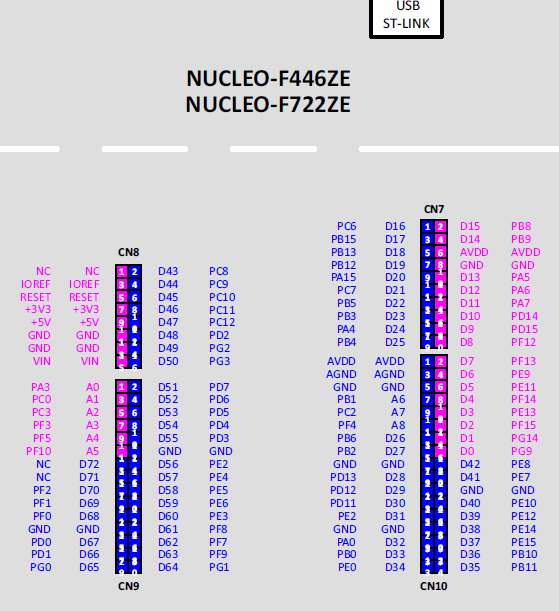 USB
ST-LINK
NUCLEO-F446ZE
NUCLEO-F722ZE
CN8
NC NC 1 2 D43 PC8
IOREF IOREF 3 4 D44 PC9
RESET RESET 5 6 D45 PC10
+3V3 +3V3 7 8 D46 PC11
+5V +5V 9 D47 PC12
GND GND D48 PD2
GND GND D49 PG2
VIN VIN D50 PG3
PA3 A0 1 2 D51 PD7
PC0 A1 3 4 D52 PD6
PC3 A2 5 6 D53 PD5
PF3 A3 7 8 D54 PD4
PF5 A4 9 D55 PD3
PF10 A5 GND GND
NC D72 D56 PE2
NC D71 D57 PE4
PF2 D70 D58 PE5
PF1 D69 D59 PE6
PF0 D68 D60 PE3
GND GND D61 PF8
PD0 D67 D62 PF7
PD1 D66 D63 PF9
PG0 D65 D64 PG1
CN9
CN7
PC6 D16 1 2 D15 PB8
PB15 D17 3 4 D14 PB9
PB13 D18 5 6 AVDD AVDD
PB12 D19 7 8 GND GND
PA15 D20 9 D13 PA5
PC7 D21 D12 PA6
PB5 D22 D11 PA7
PB3 D23 D10 PD14
PA4 D24 D9 PD15
PB4 D25 D8 PF12
AVDD AVDD 1 2 D7 PF13
AGND AGND 3 4 D6 PE9
GND GND 5 6 D5 PE11
PB1 A6 7 8 D4 PF14
PC2 A7 9 D3 PE13
PF4 A8 D2 PF15
PB6 D26 D1 PG14
PB2 D27 D0 PG9
GND GND D42 PE8
PD13 D28 D41 PE7
PD12 D29 GND GND
PD11 D30 D40 PE10
PE2 D31 D39 PE12
GND GND D38 PE14
PA0 D32 D37 PE15
PB0 D33 D36 PB10
PE0 D34 D35 PB11
CN10